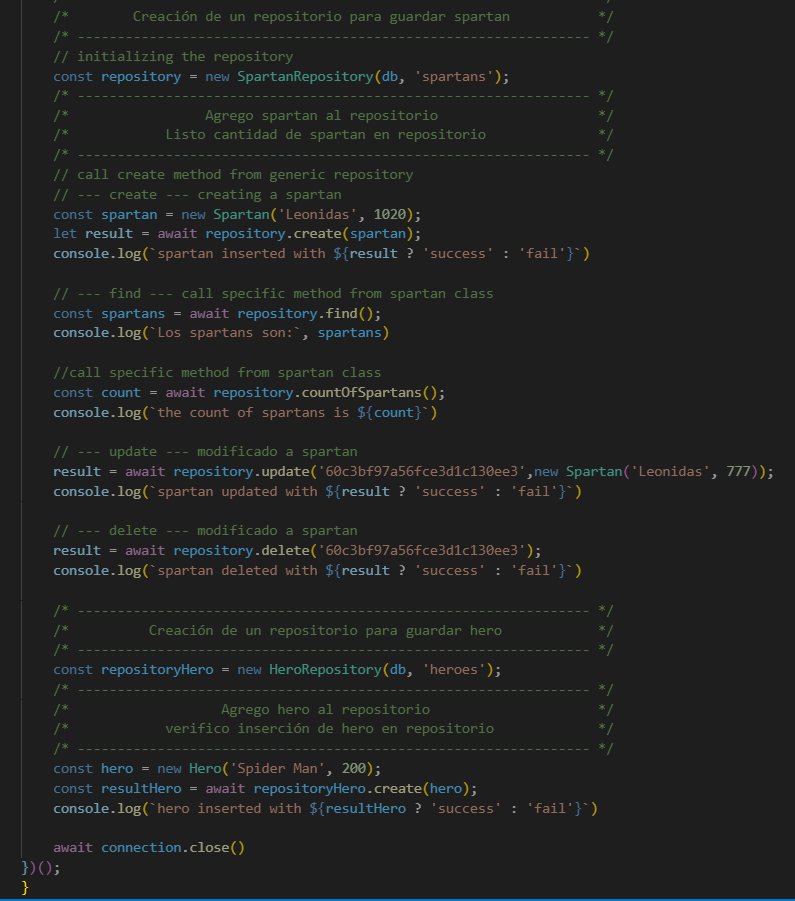 /*        Creación de un repositorio para guardar spartan           */
/* ---------------------------------------------------------------- */
// initializing the repository
const repository = new SpartanRepository(db, 'spartans');
/* ---------------------------------------------------------------- */
/*                 Agrego spartan al repositorio                    */
/*            Listo cantidad de spartan en repositorio              */
/* ---------------------------------------------------------------- */
// call create method from generic repository
// --- create --- creating a spartan
const spartan = new Spartan('Leonidas', 1020);
let result = await repository.create(spartan);
console.log(`spartan inserted with ${result ? 'success' : 'fail'}`)
// --- find --- call specific method from spartan class
const spartans = await repository.find();
console.log(`Los spartans son:`, spartans)
//call specific method from spartan class
const count = await repository.countOfSpartans();
console.log(`the count of spartans is ${count}`)
// --- update --- modificado a spartan
result = await repository.update('60c3bf97a56fce3d1c130ee3',new Spartan('Leonidas', 777));
console.log(`spartan updated with ${result ? 'success' : 'fail'}`)
// --- delete --- modificado a spartan
result = await repository.delete('60c3bf97a56fce3d1c130ee3');
console.log(`spartan deleted with ${result ? 'success' : 'fail'}`)
/* ---------------------------------------------------------------- */
/*          Creación de un repositorio para guardar hero            */
/* ---------------------------------------------------------------- */
const repositoryHero = new HeroRepository(db, 'heroes');
/* ---------------------------------------------------------------- */
/*                   Agrego hero al repositorio                     */
/*            verifico inserción de hero en repositorio             */
/* ---------------------------------------------------------------- */
const hero = new Hero('Spider Man', 200);
const resultHero = await repositoryHero.create(hero);
console.log(`hero inserted with ${resultHero ? 'success' : 'fail'}`)
await connection.close()
})();
}